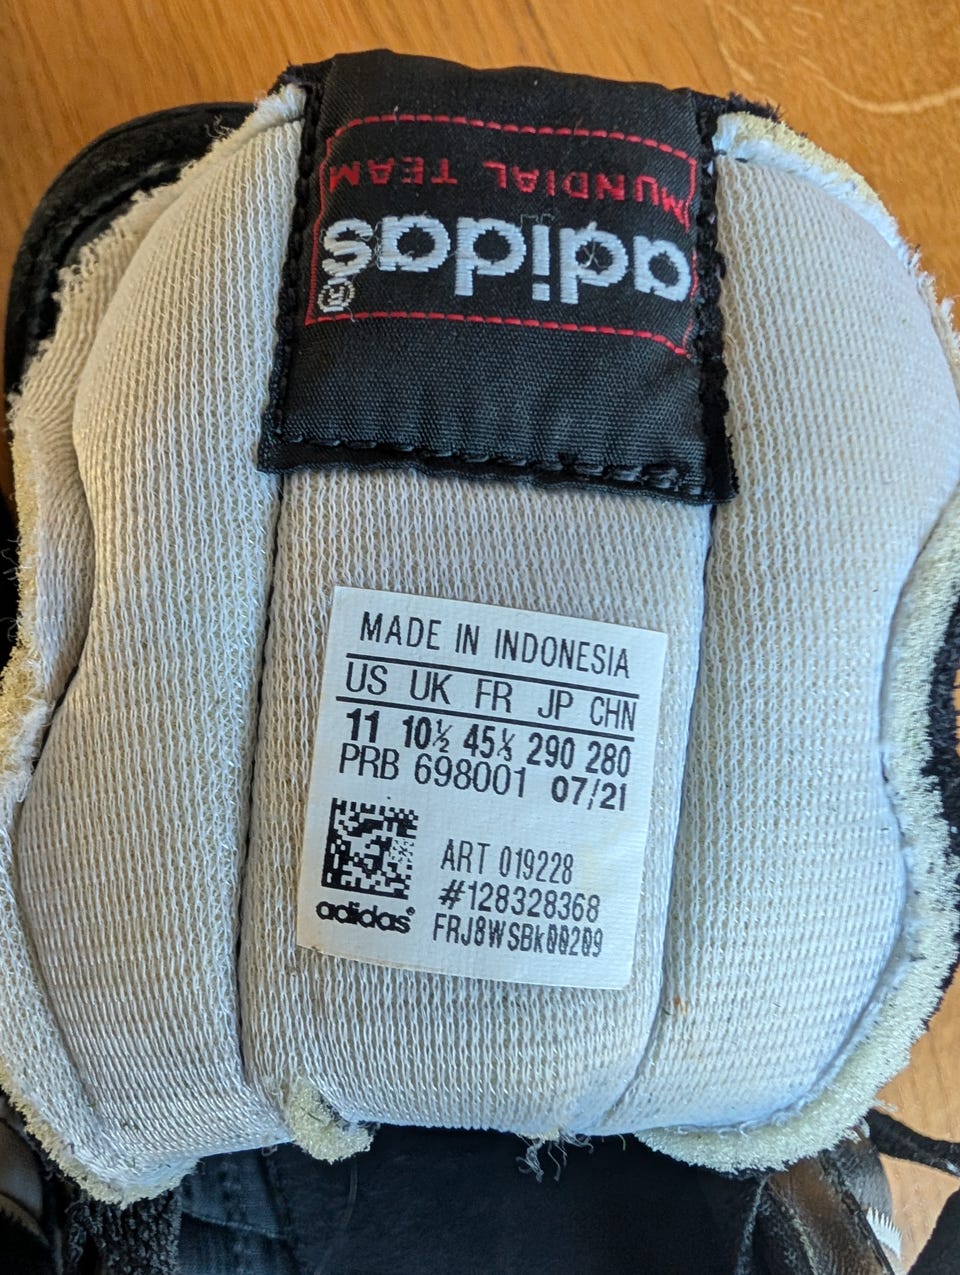 MUNDIAL TEAM
adidas®
MADE IN INDONESIA
US UK FR JP CHN
11 10½ 45⅓ 290 280
PRB 698001 07/21
ART 019228
#128328368
FRJ8WSBk00209
adidas®